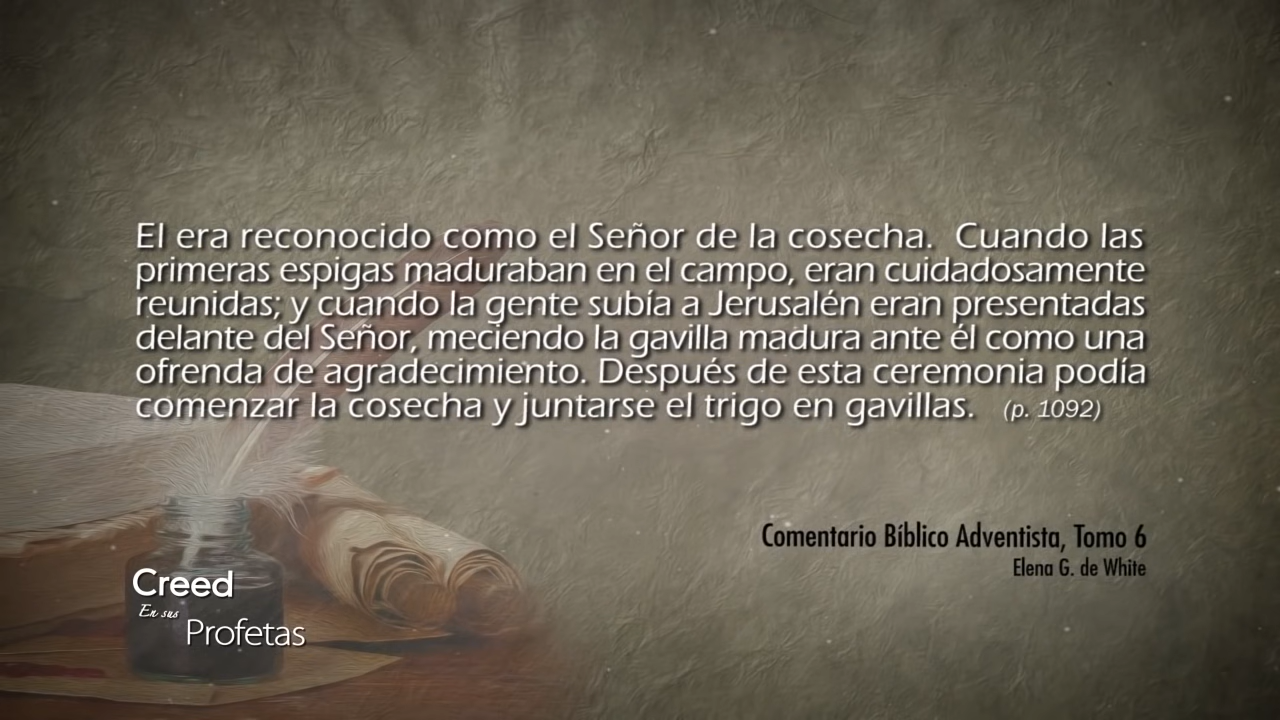 El era reconocido como el Señor de la cosecha.  Cuando las
primeras espigas maduraban en el campo, eran cuidadosamente
reunidas; y cuando la gente subía a Jerusalén eran presentadas
delante del Señor, meciendo la gavilla madura ante él como una
ofrenda de agradecimiento. Después de esta ceremonia podía
comenzar la cosecha y juntarse el trigo en gavillas. (p. 1092)
Comentario Bíblico Adventista, Tomo 6
Elena G. de White
Creed
En sus
Profetas